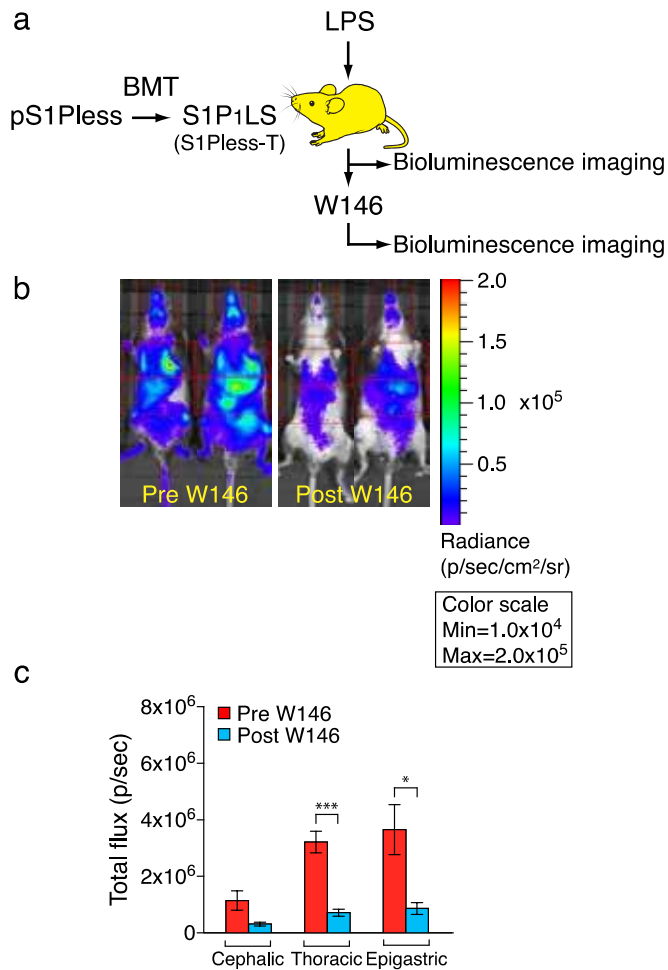 a
LPS
BMT
pS1Pless S1P1LS
(S1Pless-T)
Bioluminescence imaging
W146
Bioluminescence imaging
b
Pre W146
Post W146
2.0
1.0 x10⁵
0.5
Radiance
(p/sec/cm²/sr)
Color scale
Min=1.0x10⁴
Max=2.0x10⁵
c
Total flux (p/sec)
8x10⁶
6x10⁶
4x10⁶
2x10⁶
0
Pre W146
Post W146
***
*
Cephalic Thoracic Epigastric